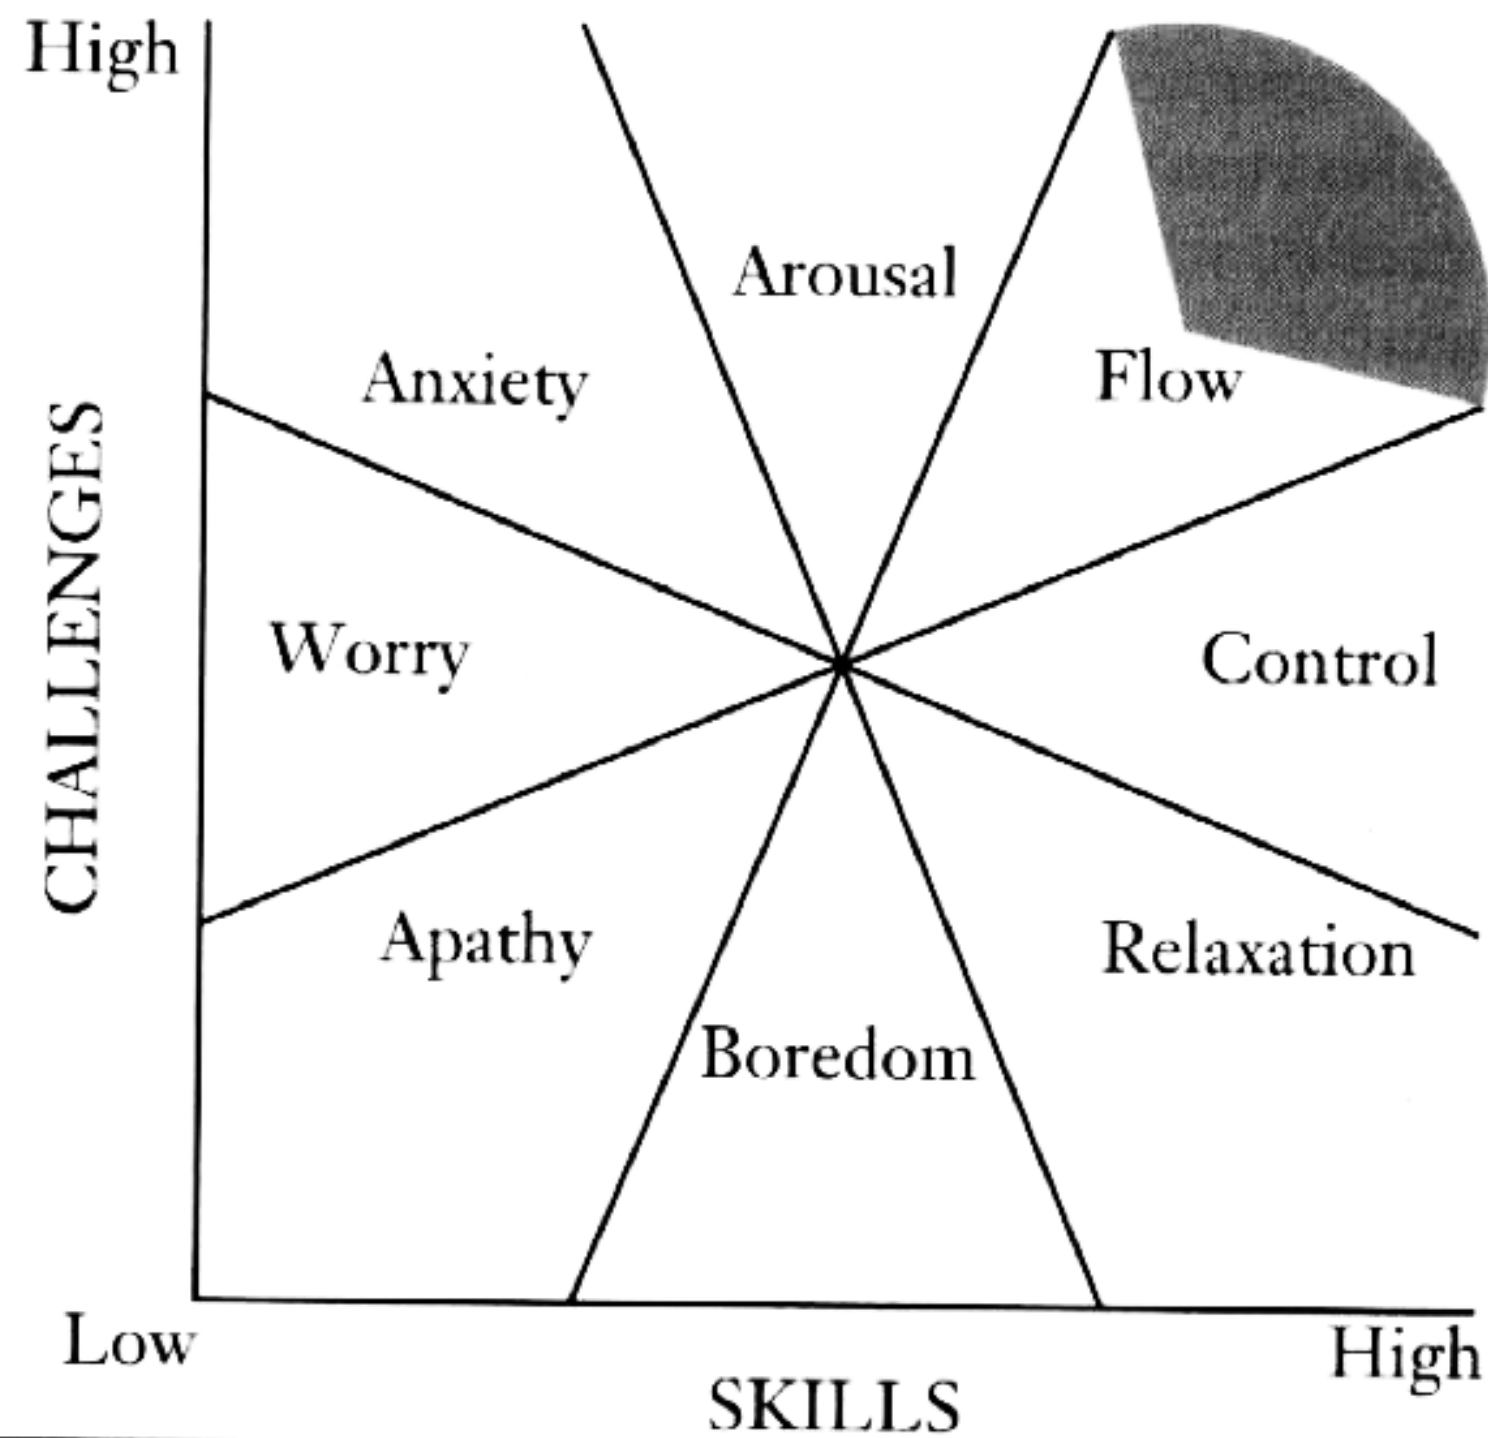 High
Arousal
Anxiety
Flow
CHALLENGES
Worry
Control
Apathy
Relaxation
Boredom
Low
High
SKILLS